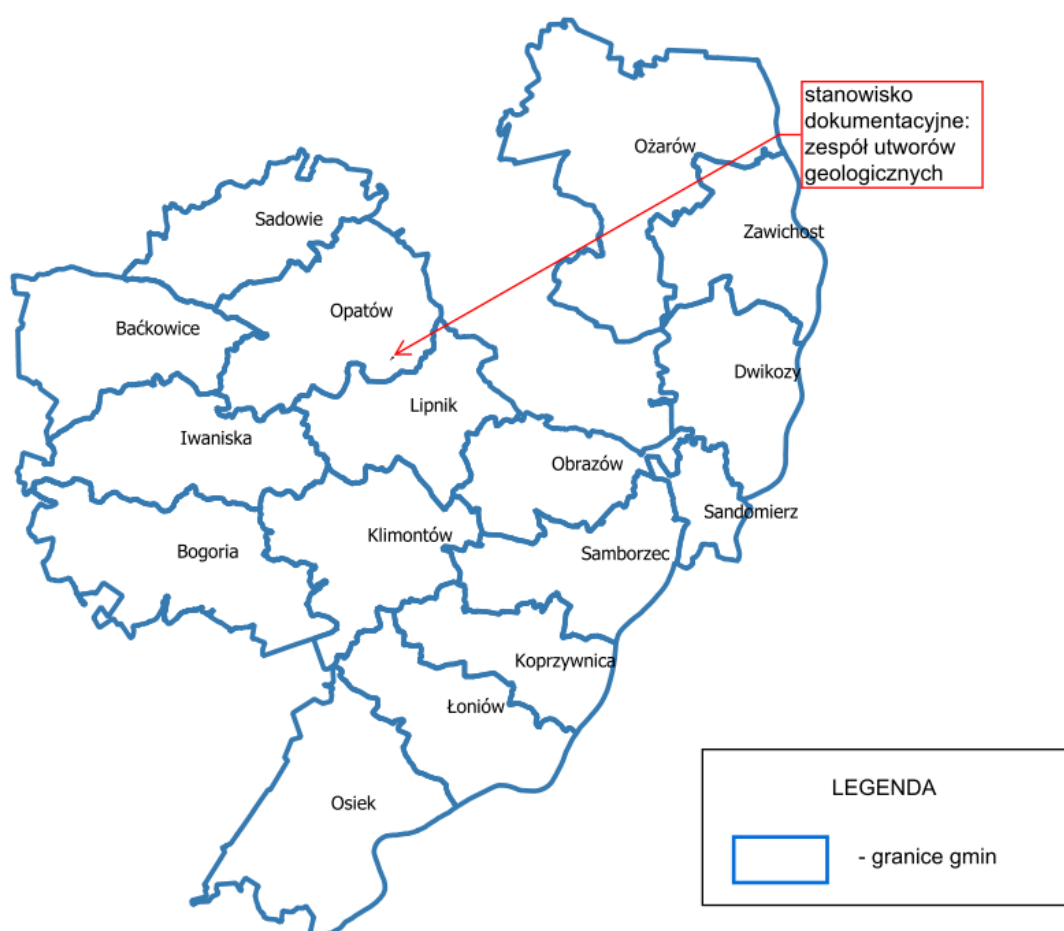 stanowisko
dokumentacyjne:
zespół utworów
geologicznych
Ożarów
Sadowie
Zawichost
Opatów
Baćkowice
Dwikozy
Lipnik
Iwaniska
Obrazów
Sandomierz
Klimontów
Bogoria
Samborzec
Koprzywnica
Łoniów
Osiek
LEGENDA
- granice gmin